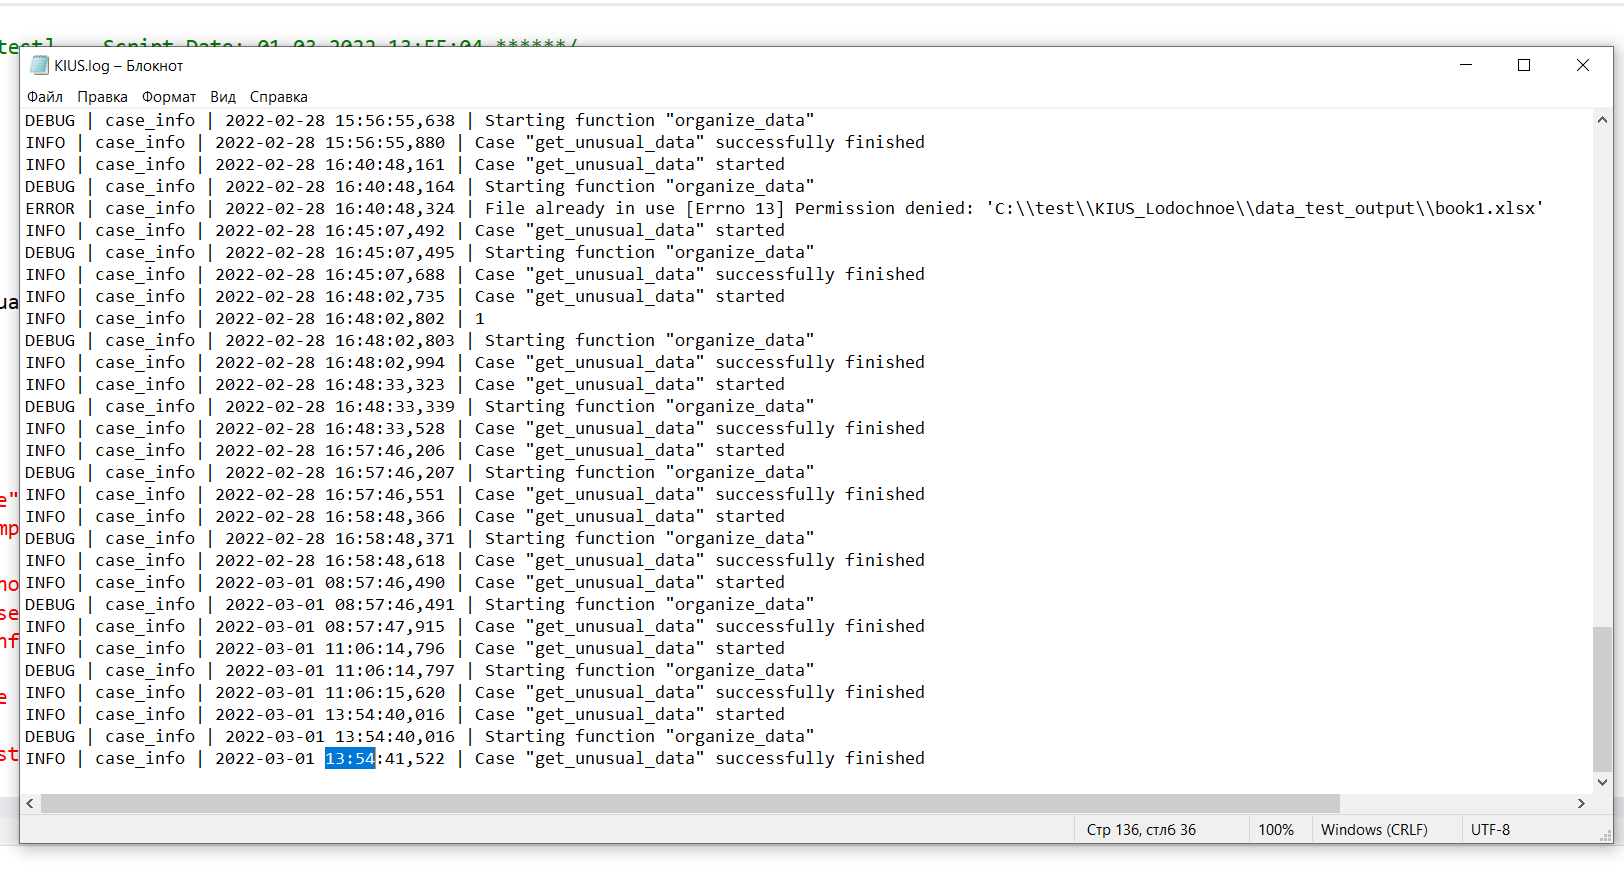 test]    Script Date: 01.03.2022 13:55:04 ******/
KIUS.log – Блокнот
Файл Правка Формат Вид Справка
DEBUG | case_info | 2022-02-28 15:56:55,638 | Starting function "organize_data"
INFO | case_info | 2022-02-28 15:56:55,880 | Case "get_unusual_data" successfully finished
INFO | case_info | 2022-02-28 16:40:48,161 | Case "get_unusual_data" started
DEBUG | case_info | 2022-02-28 16:40:48,164 | Starting function "organize_data"
ERROR | case_info | 2022-02-28 16:40:48,324 | File already in use [Errno 13] Permission denied: 'C:\\test\\KIUS_Lodochnoe\\data_test_output\\book1.xlsx'
INFO | case_info | 2022-02-28 16:45:07,492 | Case "get_unusual_data" started
DEBUG | case_info | 2022-02-28 16:45:07,495 | Starting function "organize_data"
INFO | case_info | 2022-02-28 16:45:07,688 | Case "get_unusual_data" successfully finished
INFO | case_info | 2022-02-28 16:48:02,735 | Case "get_unusual_data" started
ua
INFO | case_info | 2022-02-28 16:48:02,802 | 1
DEBUG | case_info | 2022-02-28 16:48:02,803 | Starting function "organize_data"
INFO | case_info | 2022-02-28 16:48:02,994 | Case "get_unusual_data" successfully finished
INFO | case_info | 2022-02-28 16:48:33,323 | Case "get_unusual_data" started
DEBUG | case_info | 2022-02-28 16:48:33,339 | Starting function "organize_data"
INFO | case_info | 2022-02-28 16:48:33,528 | Case "get_unusual_data" successfully finished
INFO | case_info | 2022-02-28 16:57:46,206 | Case "get_unusual_data" started
DEBUG | case_info | 2022-02-28 16:57:46,207 | Starting function "organize_data"
INFO | case_info | 2022-02-28 16:57:46,551 | Case "get_unusual_data" successfully finished
e"
INFO | case_info | 2022-02-28 16:58:48,366 | Case "get_unusual_data" started
mp
DEBUG | case_info | 2022-02-28 16:58:48,371 | Starting function "organize_data"
INFO | case_info | 2022-02-28 16:58:48,618 | Case "get_unusual_data" successfully finished
INFO | case_info | 2022-03-01 08:57:46,490 | Case "get_unusual_data" started
no
DEBUG | case_info | 2022-03-01 08:57:46,491 | Starting function "organize_data"
se
INFO | case_info | 2022-03-01 08:57:47,915 | Case "get_unusual_data" successfully finished
nf
INFO | case_info | 2022-03-01 11:06:14,796 | Case "get_unusual_data" started
DEBUG | case_info | 2022-03-01 11:06:14,797 | Starting function "organize_data"
INFO | case_info | 2022-03-01 11:06:15,620 | Case "get_unusual_data" successfully finished
e
INFO | case_info | 2022-03-01 13:54:40,016 | Case "get_unusual_data" started
DEBUG | case_info | 2022-03-01 13:54:40,016 | Starting function "organize_data"
st
INFO | case_info | 2022-03-01 13:54:41,522 | Case "get_unusual_data" successfully finished
Стр 136, стлб 36 100% Windows (CRLF) UTF-8